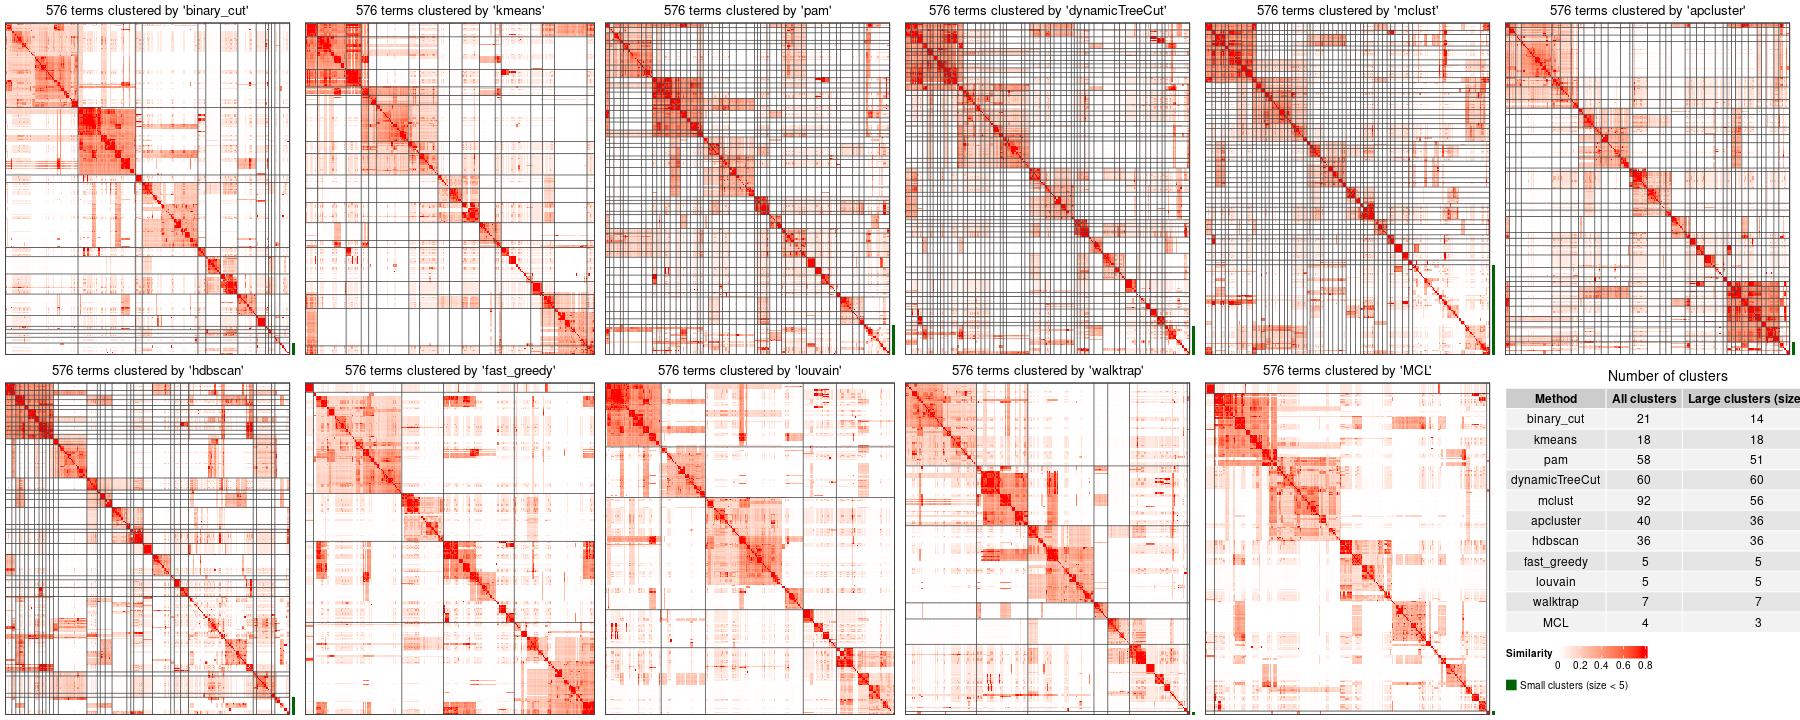 576 terms clustered by 'binary_cut'
576 terms clustered by 'kmeans'
576 terms clustered by 'pam'
576 terms clustered by 'dynamicTreeCut'
576 terms clustered by 'mclust'
576 terms clustered by 'apcluster'
576 terms clustered by 'hdbscan'
576 terms clustered by 'fast_greedy'
576 terms clustered by 'louvain'
576 terms clustered by 'walktrap'
576 terms clustered by 'MCL'
Number of clusters
Method All clusters Large clusters (size
binary_cut 21 14
kmeans 18 18
pam 58 51
dynamicTreeCut 60 60
mclust 92 56
apcluster 40 36
hdbscan 36 36
fast_greedy 5 5
louvain 5 5
walktrap 7 7
MCL 4 3
Similarity
0 0.2 0.4 0.6 0.8
Small clusters (size < 5)